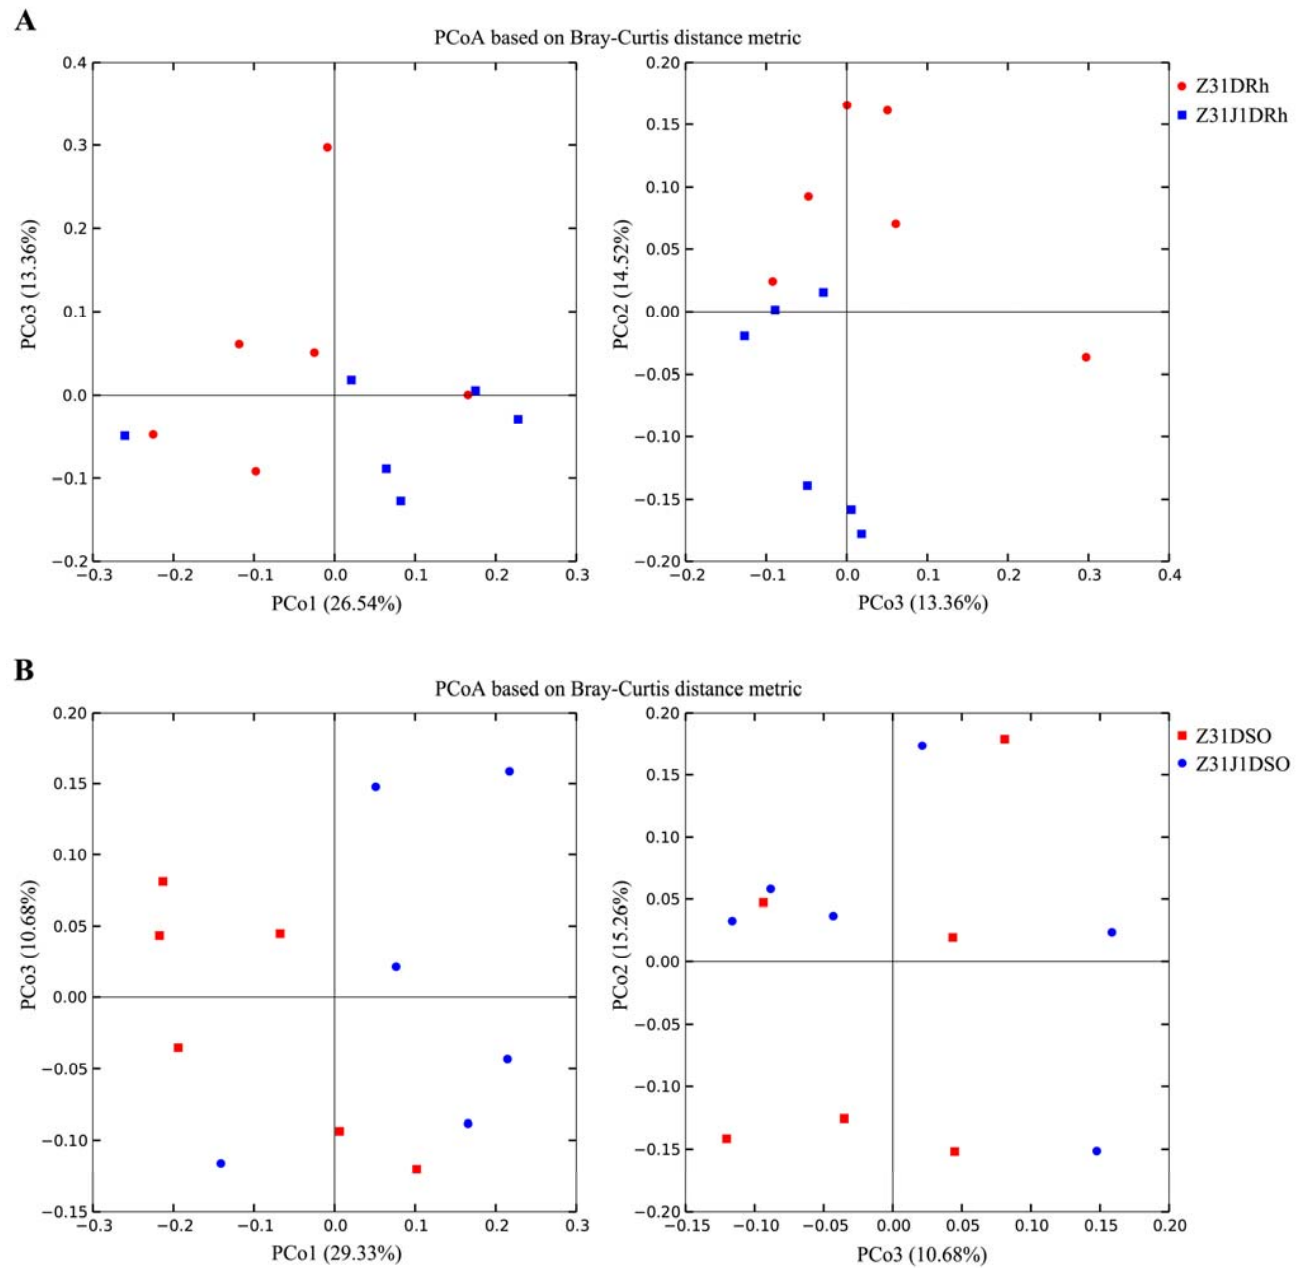 A
PCoA based on Bray-Curtis distance metric
0.4
0.3
0.2
0.1
0.0
−0.1
−0.2
PCo3 (13.36%)
−0.3 −0.2 −0.1 0.0 0.1 0.2 0.3
PCo1 (26.54%)
0.20
0.15
0.10
0.05
0.00
−0.05
−0.10
−0.15
−0.20
PCo2 (14.52%)
−0.2 −0.1 0.0 0.1 0.2 0.3 0.4
PCo3 (13.36%)
Z31DRh
Z31J1DRh
B
PCoA based on Bray-Curtis distance metric
0.20
0.15
0.10
0.05
0.00
−0.05
−0.10
−0.15
PCo3 (10.68%)
−0.3 −0.2 −0.1 0.0 0.1 0.2 0.3
PCo1 (29.33%)
0.20
0.15
0.10
0.05
0.00
−0.05
−0.10
−0.15
−0.20
PCo2 (15.26%)
−0.15 −0.10 −0.05 0.00 0.05 0.10 0.15 0.20
PCo3 (10.68%)
Z31DSO
Z31J1DSO